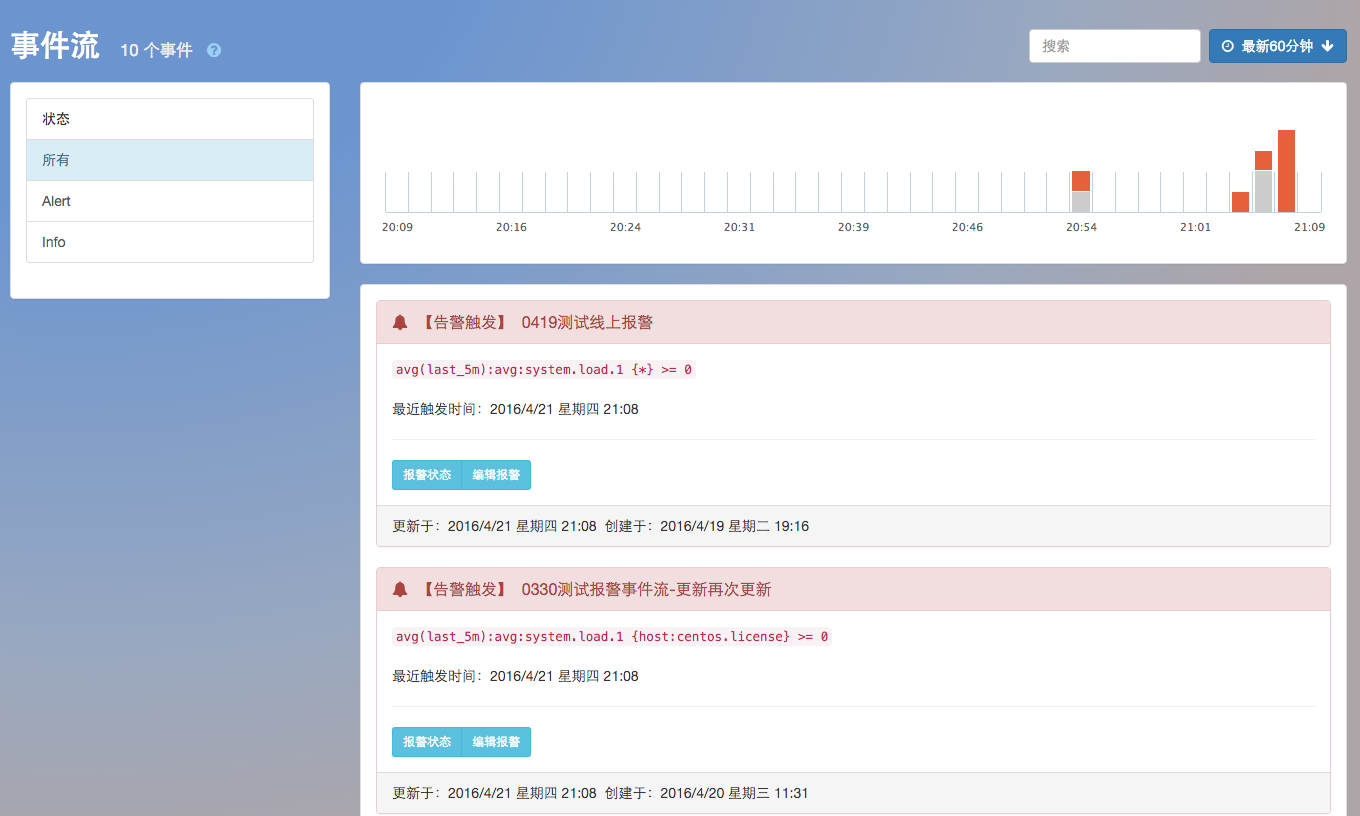 事件流 10 个事件 ?
搜索
最新60分钟
状态
所有
Alert
Info
20:09 20:16 20:24 20:31 20:39 20:46 20:54 21:01 21:09
【告警触发】 0419测试线上报警
avg(last_5m):avg:system.load.1 {*} >= 0
最近触发时间：2016/4/21 星期四 21:08
报警状态 编辑报警
更新于：2016/4/21 星期四 21:08 创建于：2016/4/19 星期二 19:16
【告警触发】 0330测试报警事件流-更新再次更新
avg(last_5m):avg:system.load.1 {host:centos.license} >= 0
最近触发时间：2016/4/21 星期四 21:08
报警状态 编辑报警
更新于：2016/4/21 星期四 21:08 创建于：2016/4/20 星期三 11:31